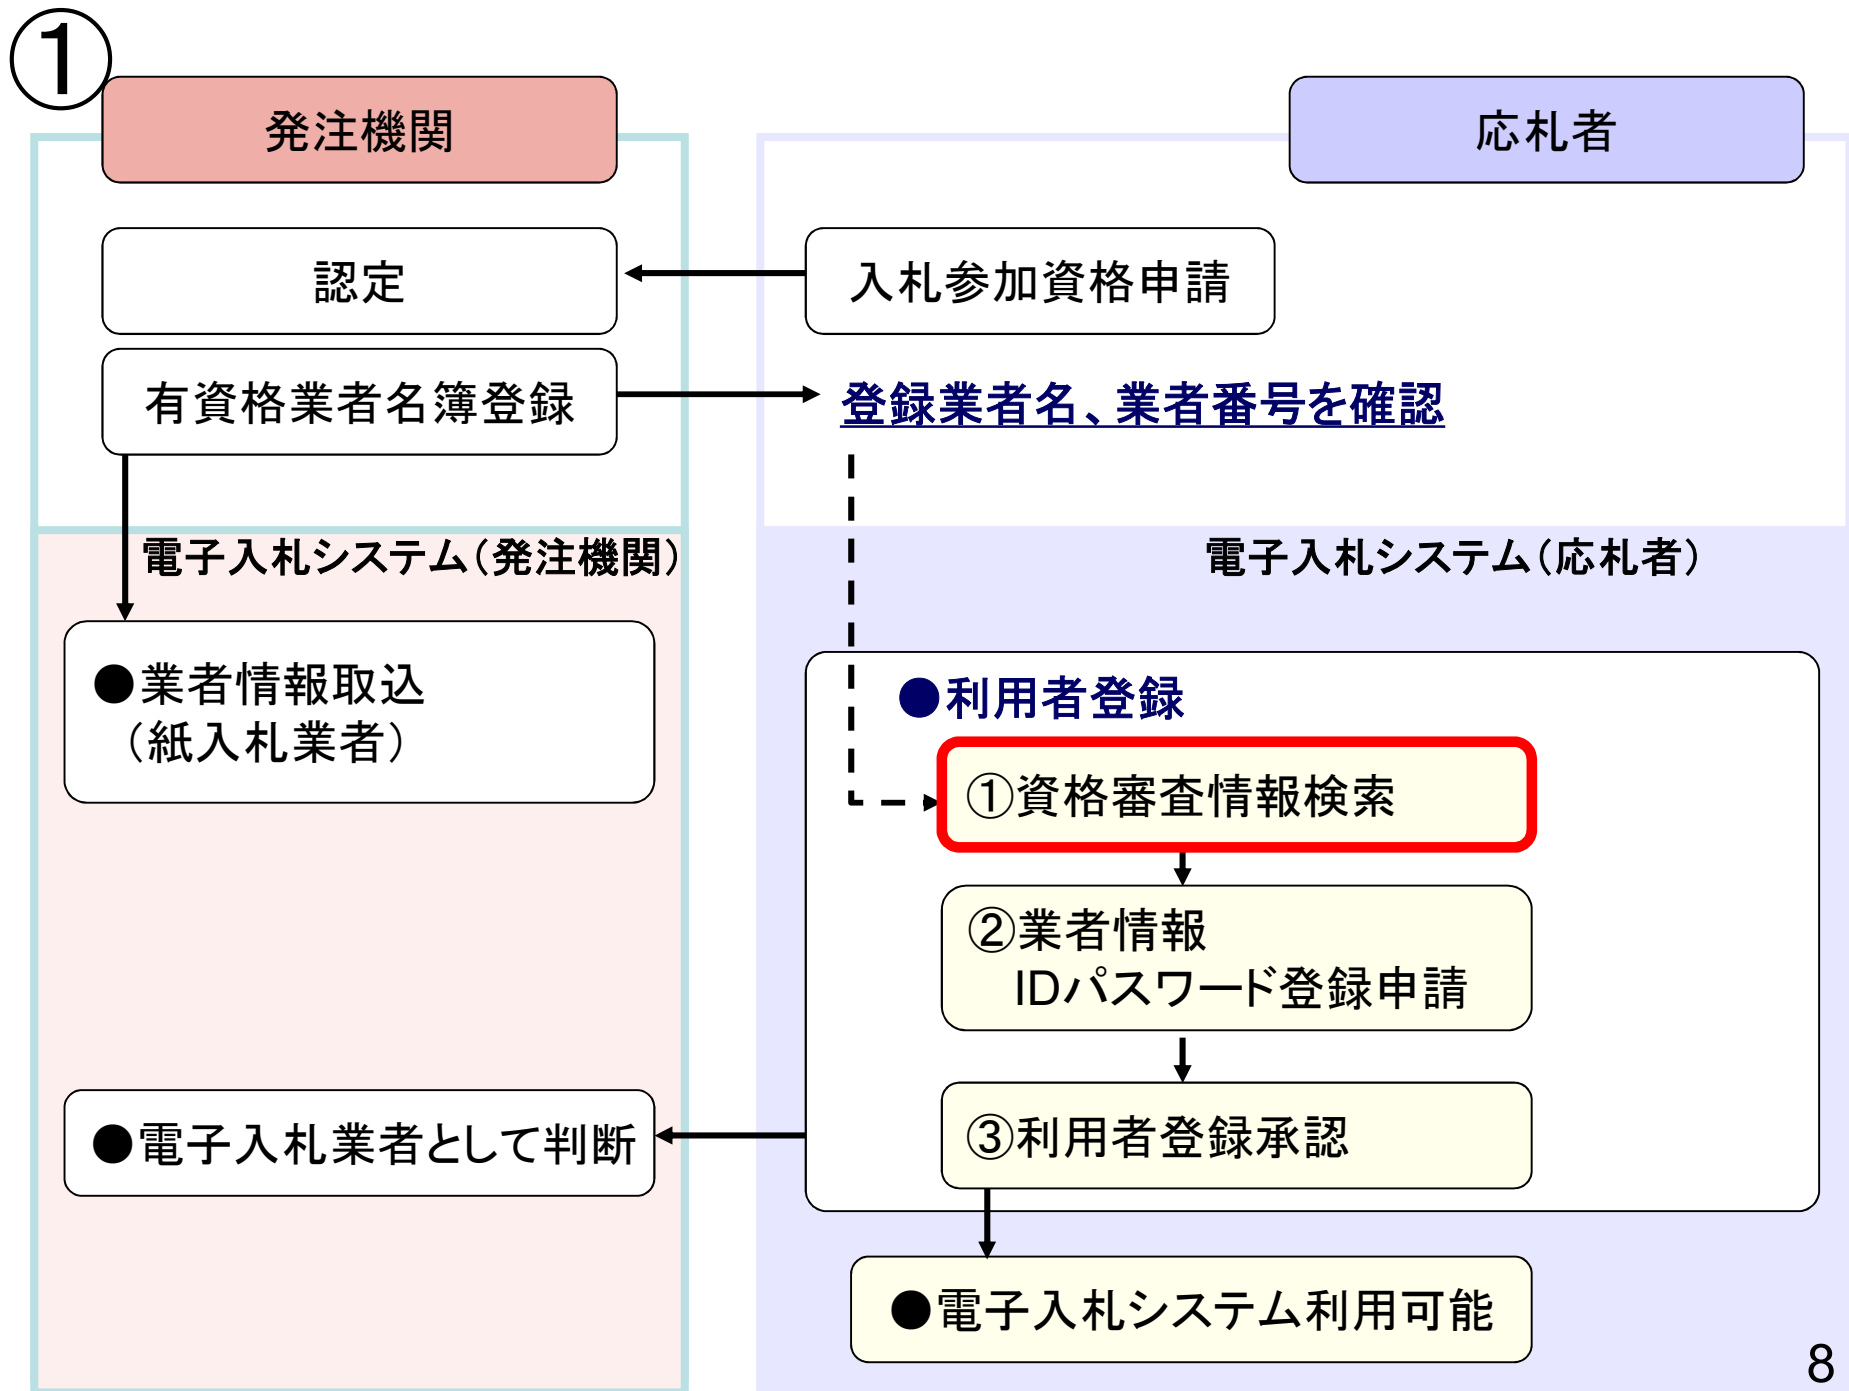 ①
発注機関
応札者
認定
入札参加資格申請
有資格業者名簿登録
登録業者名、業者番号を確認
電子入札システム（発注機関）
電子入札システム（応札者）
●業者情報取込
（紙入札業者）
●利用者登録
①資格審査情報検索
②業者情報
IDパスワード登録申請
●電子入札業者として判断
③利用者登録承認
●電子入札システム利用可能
8